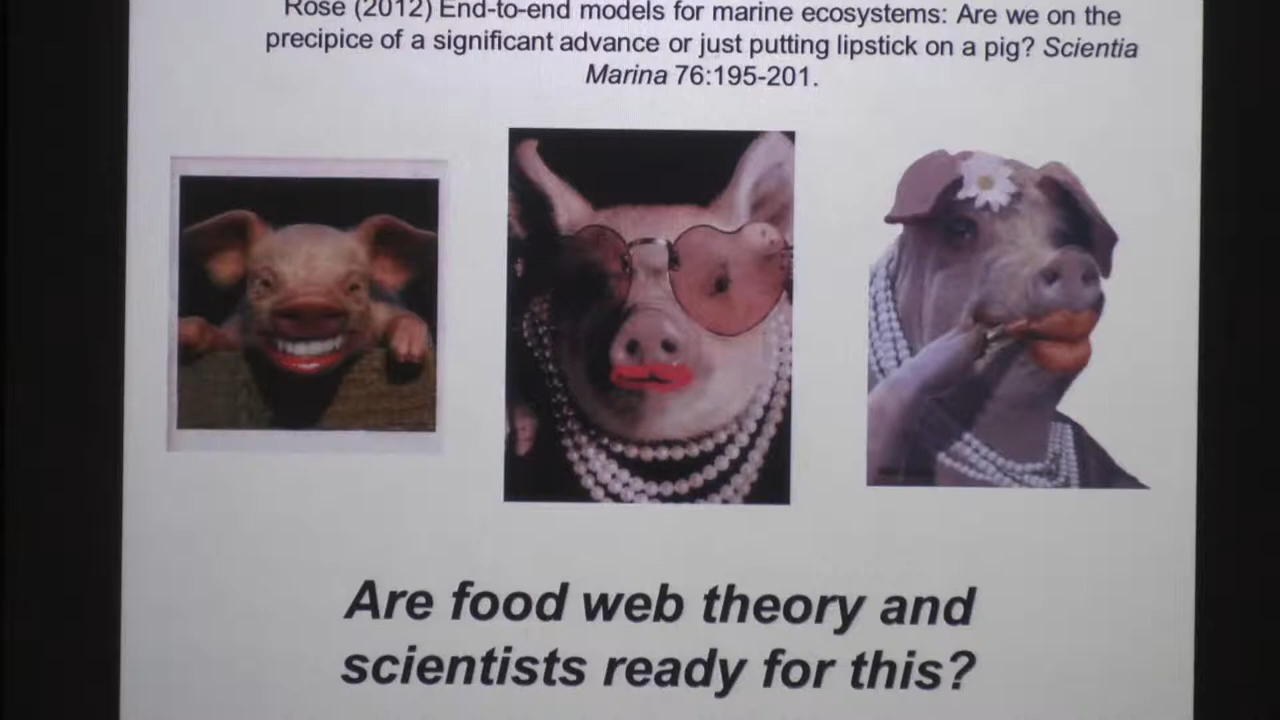 Rose (2012) End-to-end models for marine ecosystems: Are we on the
precipice of a significant advance or just putting lipstick on a pig? Scientia
Marina 76:195-201.
Are food web theory and
scientists ready for this?